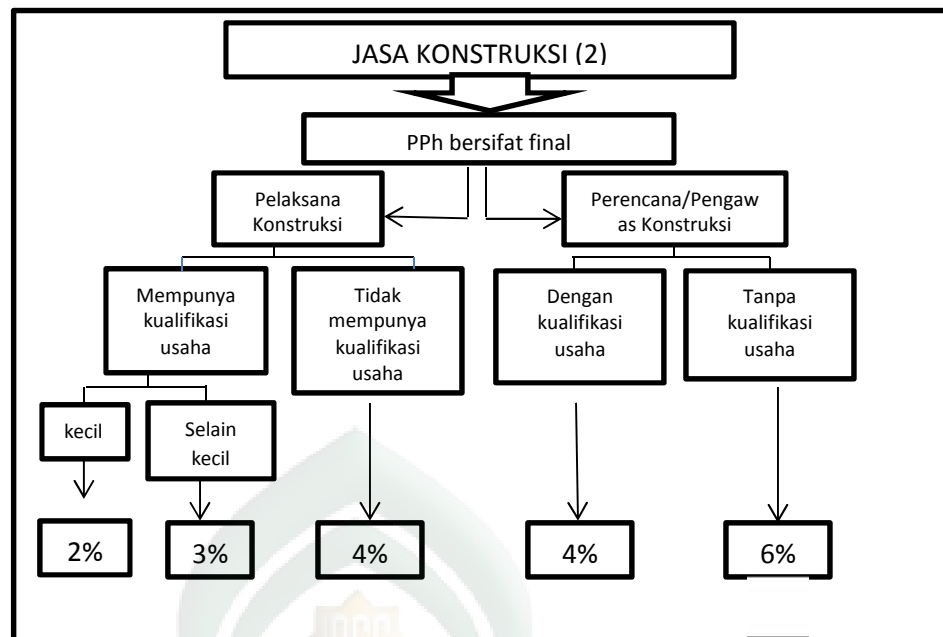 JASA KONSTRUKSI (2)
PPh bersifat final
Pelaksana
Konstruksi
Perencana/Pengaw
as Konstruksi
Mempunya
kualifikasi
usaha
Tidak
mempunya
kualifikasi
usaha
Dengan
kualifikasi
usaha
Tanpa
kualifikasi
usaha
kecil
Selain
kecil
2%
3%
4%
4%
6%